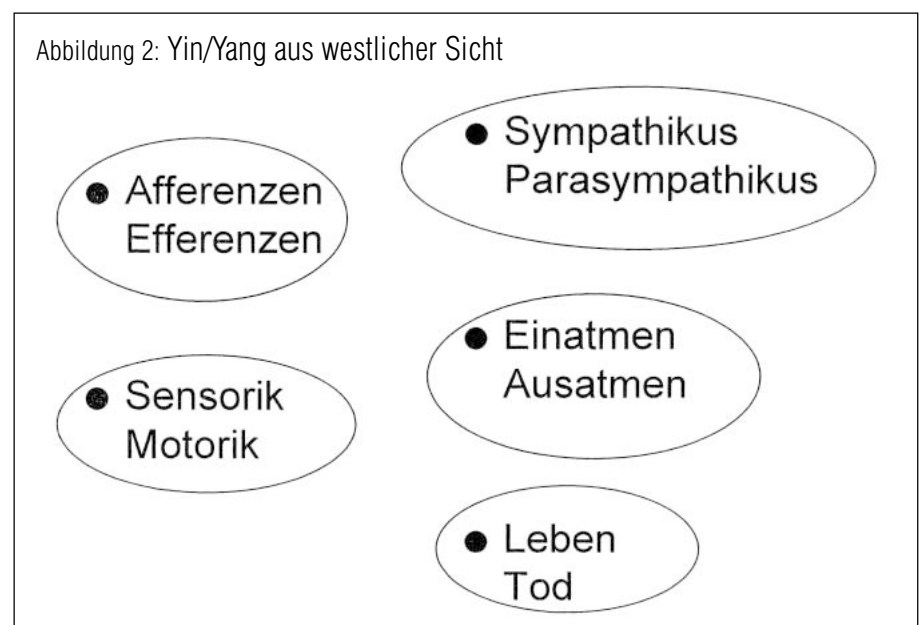 Abbildung 2: Yin/Yang aus westlicher Sicht
● Afferenzen
Efferenzen
● Sensorik
Motorik
● Sympathikus
Parasympathikus
● Einatmen
Ausatmen
● Leben
Tod